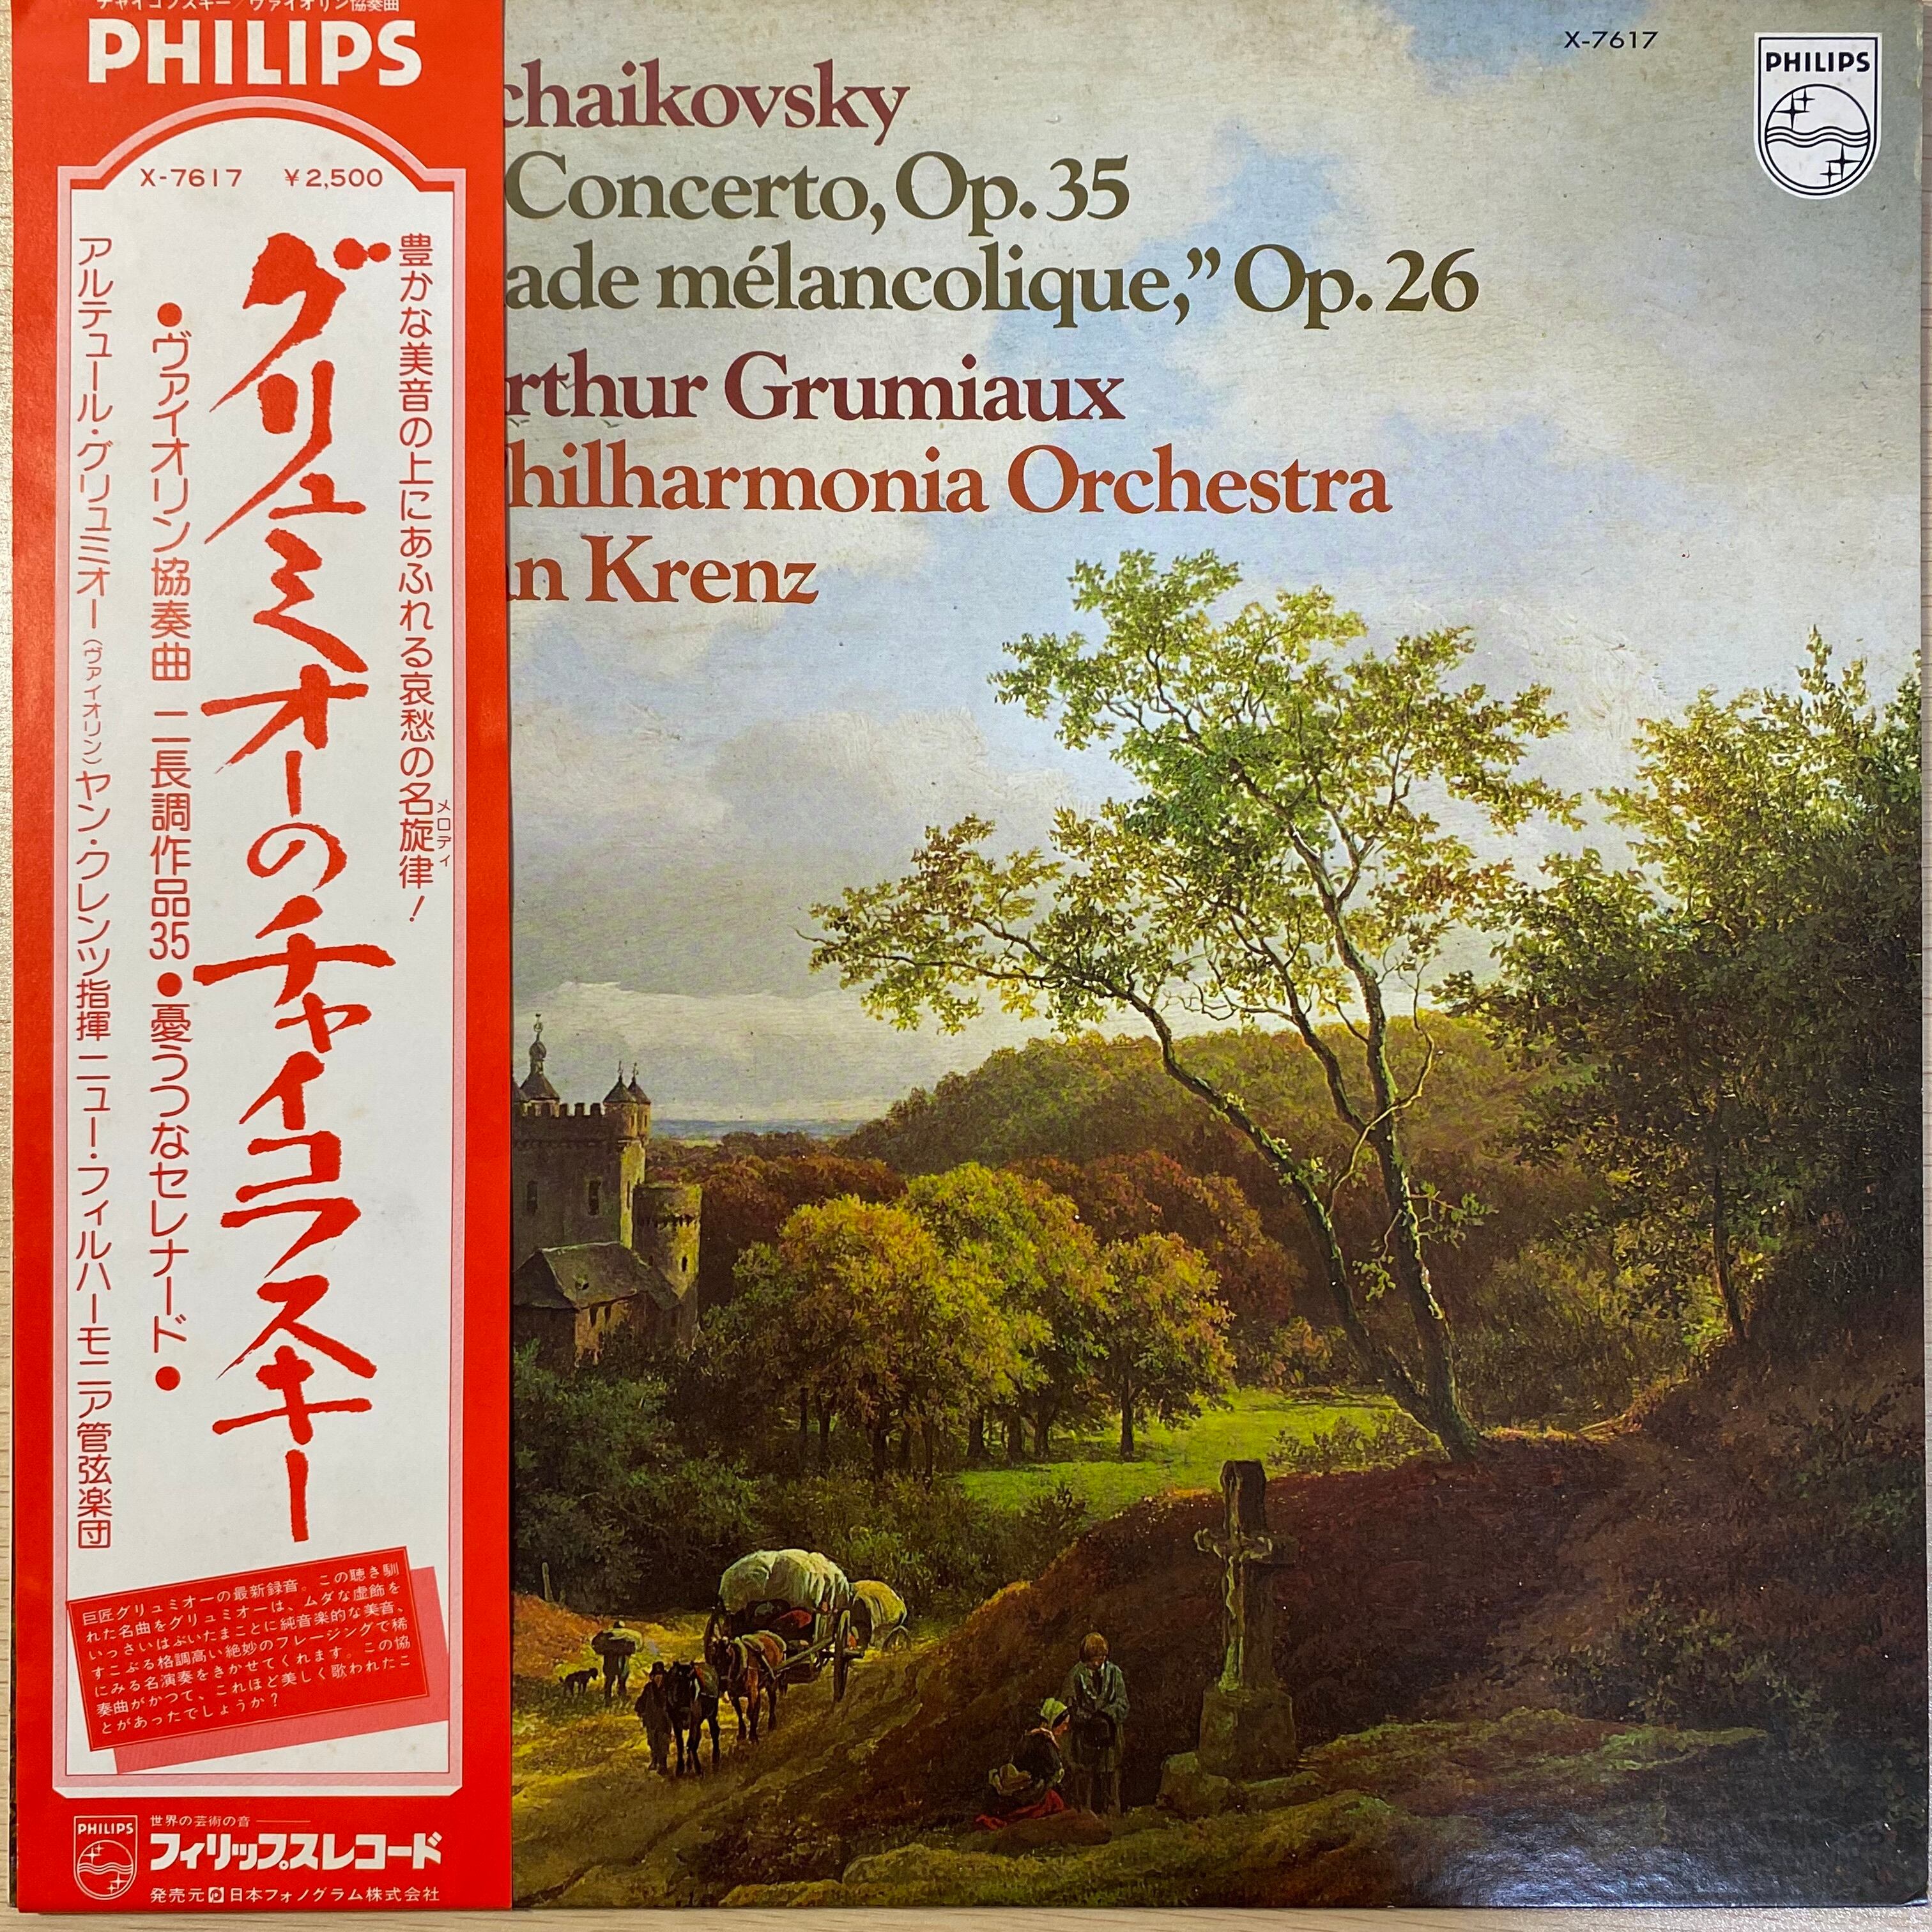 チャイコフスキー／ヴァイオリン協奏曲
PHILIPS
X-7617 ¥2,500
豊かな美音の上にあふれる哀愁の名旋律！
メロディ
グリュミオーのチャイコフスキー
●ヴァイオリン協奏曲 ニ長調作品35●憂うつなセレナード●
アルテュール・グリュミオー（ヴァイオリン）ヤン・クレンツ指揮ニュー・フィルハーモニア管弦楽団
巨匠グリュミオーの最新録音。この聴き馴
れた名曲をグリュミオーは、ムダな虚飾を
いっさいはぶいたまことに純音楽的な美音、
すこぶる格調高い絶妙のフレージングで稀
にみる名演奏をきかせてくれます。この協
奏曲がかつて、これほど美しく歌われたこ
とがあったでしょうか？
PHILIPS
世界の芸術の音
フィリップスレコード
発売元 日本フォノグラム株式会社
chaikovsky
Concerto, Op. 35
ade mélancolique,” Op. 26
rthur Grumiaux
hilharmonia Orchestra
n Krenz
X-7617
PHILIPS